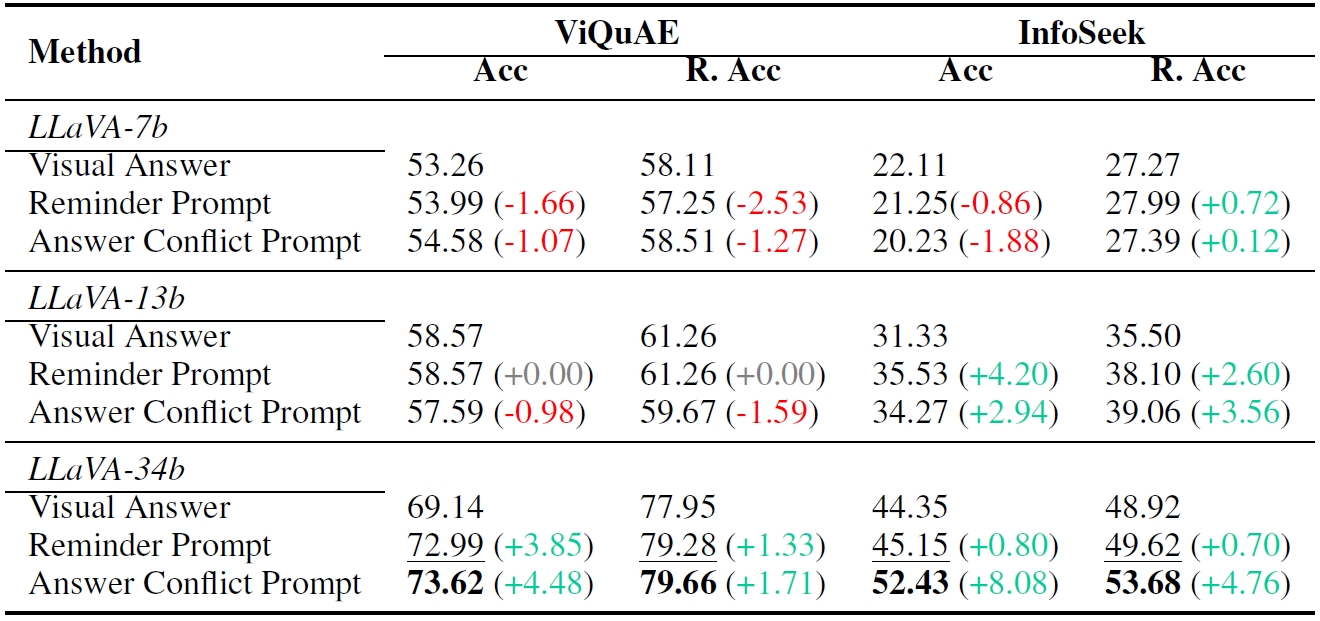 Method ViQuAE InfoSeek
Acc R. Acc Acc R. Acc
LLaVA-7b
Visual Answer 53.26 58.11 22.11 27.27
Reminder Prompt 53.99 (-1.66) 57.25 (-2.53) 21.25(-0.86) 27.99 (+0.72)
Answer Conflict Prompt 54.58 (-1.07) 58.51 (-1.27) 20.23 (-1.88) 27.39 (+0.12)
LLaVA-13b
Visual Answer 58.57 61.26 31.33 35.50
Reminder Prompt 58.57 (+0.00) 61.26 (+0.00) 35.53 (+4.20) 38.10 (+2.60)
Answer Conflict Prompt 57.59 (-0.98) 59.67 (-1.59) 34.27 (+2.94) 39.06 (+3.56)
LLaVA-34b
Visual Answer 69.14 77.95 44.35 48.92
Reminder Prompt 72.99 (+3.85) 79.28 (+1.33) 45.15 (+0.80) 49.62 (+0.70)
Answer Conflict Prompt 73.62 (+4.48) 79.66 (+1.71) 52.43 (+8.08) 53.68 (+4.76)